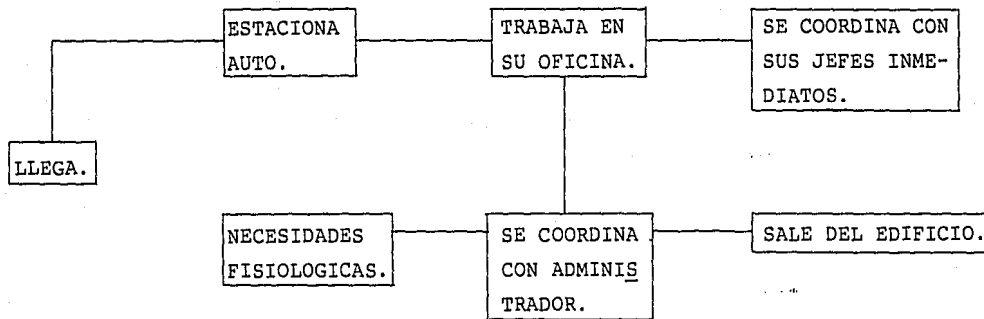 ESTACIONA
AUTO.
TRABAJA EN
SU OFICINA.
SE COORDINA CON
SUS JEFES INME-
DIATOS.
LLEGA.
NECESIDADES
FISIOLOGICAS.
SE COORDINA
CON ADMINIS
TRADOR.
SALE DEL EDIFICIO.